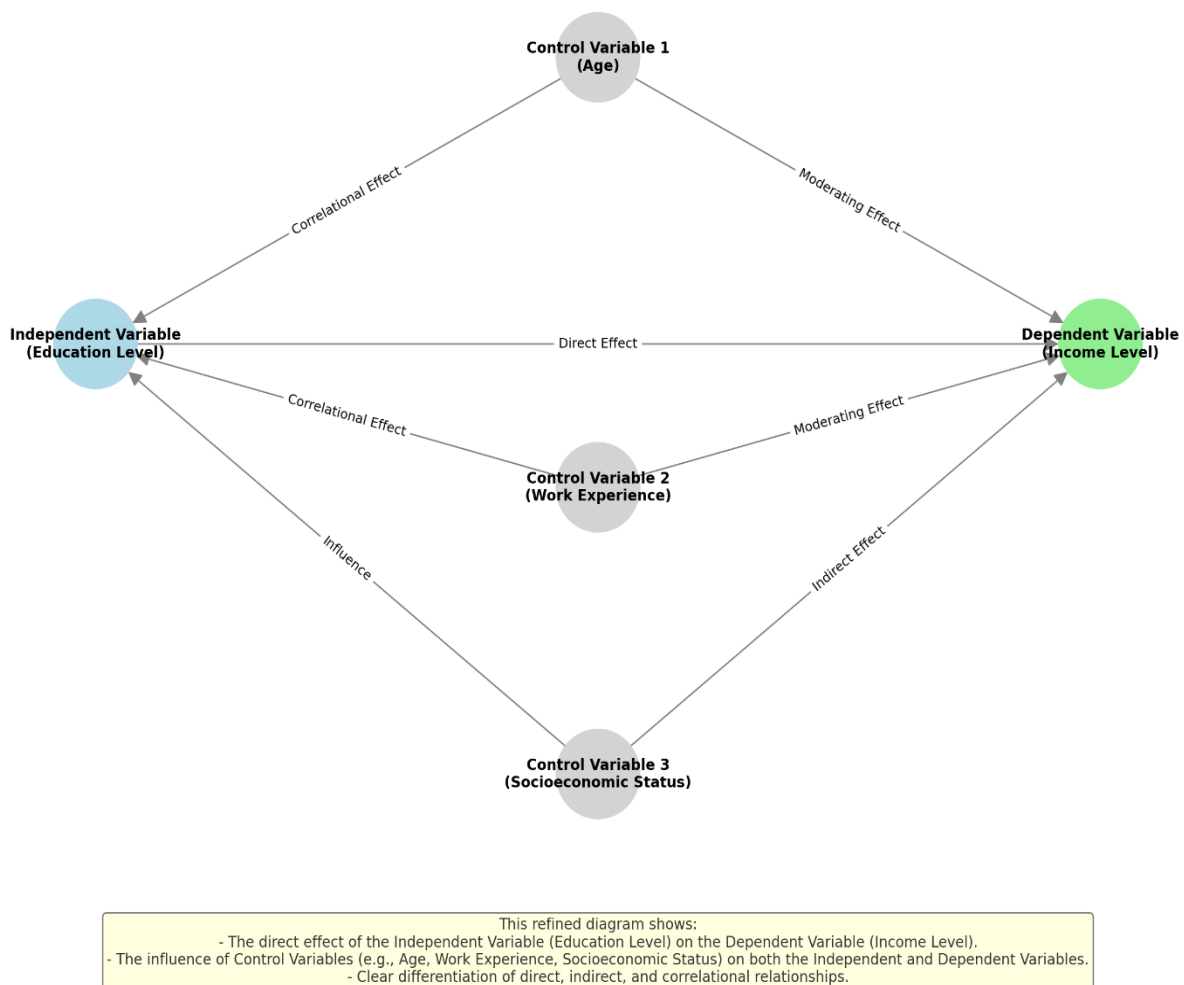 Control Variable 1
(Age)
Correlational Effect
Moderating Effect
Independent Variable
(Education Level)
Direct Effect
Dependent Variable
(Income Level)
Correlational Effect
Moderating Effect
Control Variable 2
(Work Experience)
Influence
Indirect Effect
Control Variable 3
(Socioeconomic Status)
This refined diagram shows:
- The direct effect of the Independent Variable (Education Level) on the Dependent Variable (Income Level).
- The influence of Control Variables (e.g., Age, Work Experience, Socioeconomic Status) on both the Independent and Dependent Variables.
- Clear differentiation of direct, indirect, and correlational relationships.